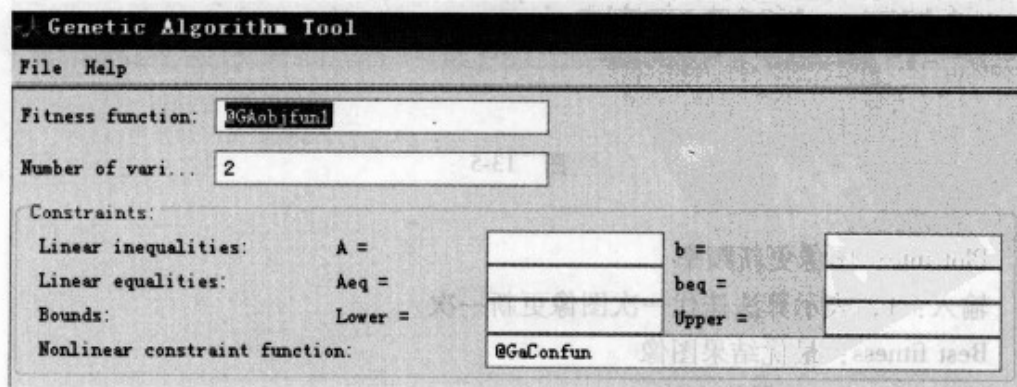 Genetic Algorithm Tool
File Help
Fitness function: @GAobjfun1
Number of vari... 2
Constraints:
Linear inequalities: A = b =
Linear equalities: Aeq = beq =
Bounds: Lower = Upper =
Nonlinear constraint function: @GaConfun